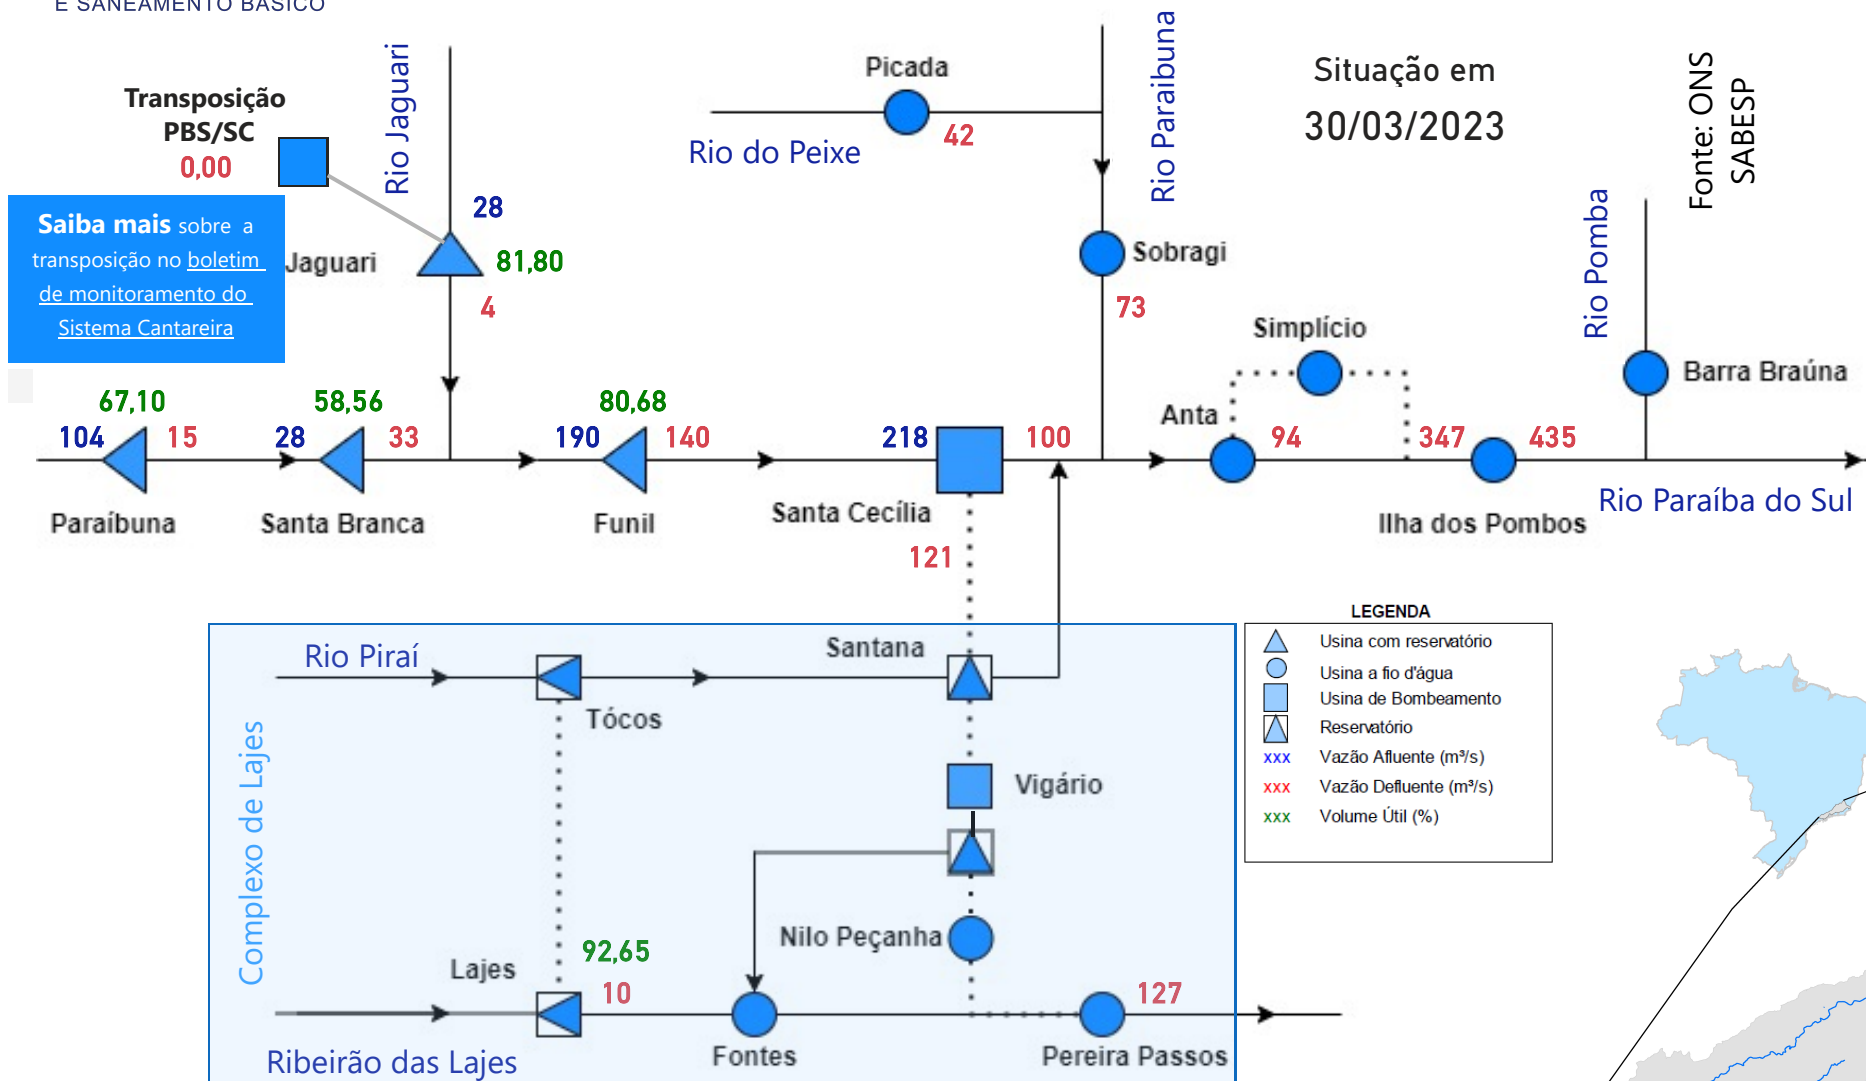 E SANEAMENTO BÁSICO
Transposição
PBS/SC
0,00
Rio Jaguari
Saiba mais sobre a
transposição no boletim
de monitoramento do
Sistema Cantareira
28
Jaguari
81,80
4
Picada
42
Rio do Peixe
Rio Paraibuna
Situação em
30/03/2023
Fonte: ONS
SABESP
Sobragi
73
Rio Pomba
Simplício
Barra Braúna
67,10
104
15
Paraíbuna
58,56
28
33
Santa Branca
80,68
190
140
Funil
218
100
Santa Cecília
121
Anta
94
347
435
Ilha dos Pombos
Rio Paraíba do Sul
Complexo de Lajes
Rio Piraí
Tócos
Santana
Vigário
Nilo Peçanha
Lajes
92,65
10
127
Ribeirão das Lajes
Fontes
Pereira Passos
LEGENDA
Usina com reservatório
Usina a fio d'água
Usina de Bombeamento
Reservatório
xxx Vazão Afluente (m³/s)
xxx Vazão Defluente (m³/s)
xxx Volume Útil (%)